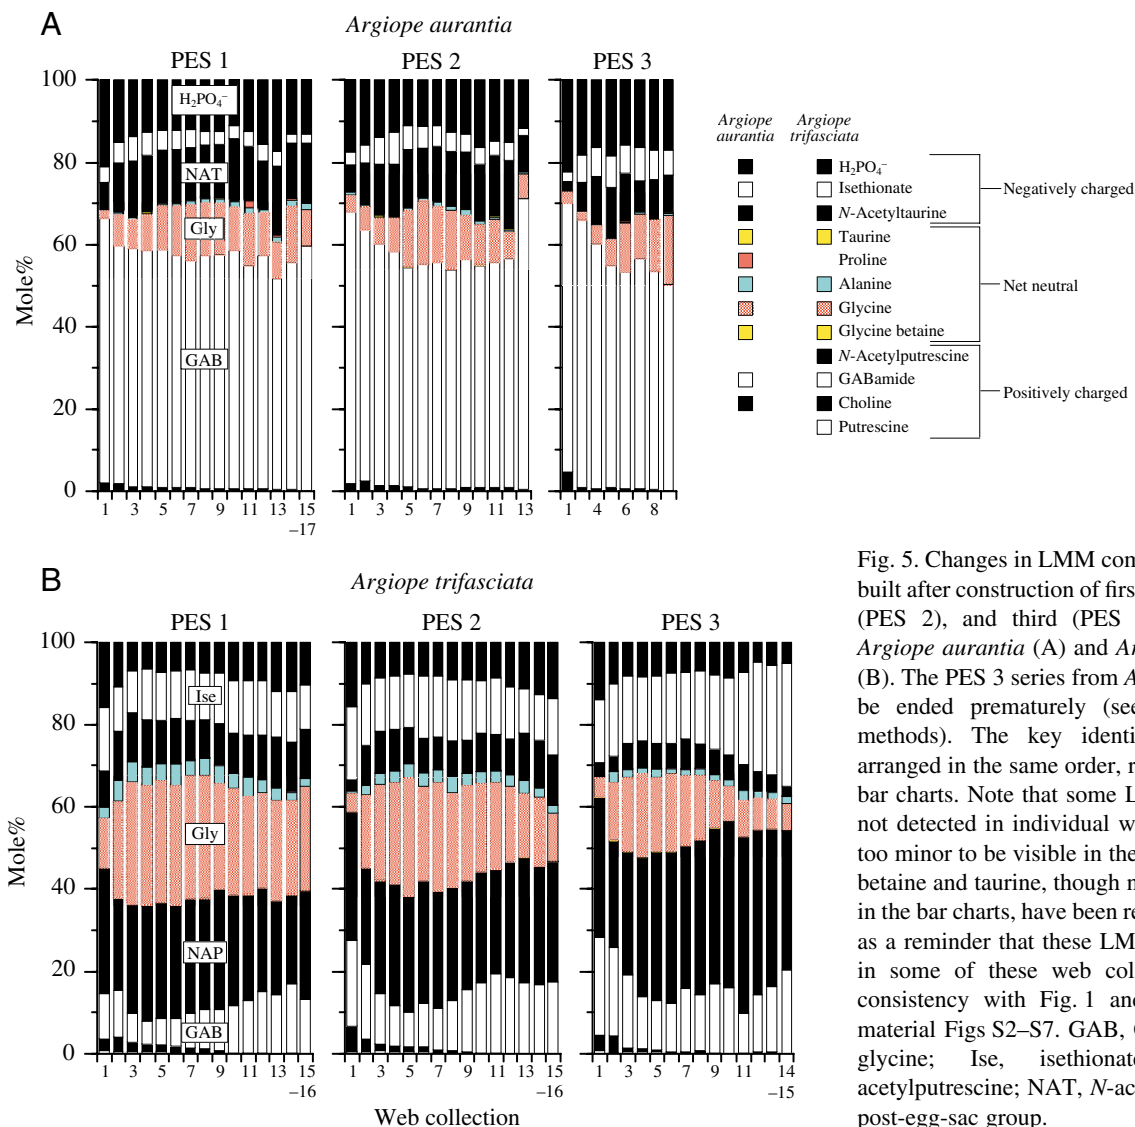 A
Argiope aurantia
PES 1
PES 2
PES 3
100
80
60
40
20
0
Mole%
H₂PO₄⁻
NAT
Gly
GAB
1 3 5 7 9 11 13 15
–17
1 3 5 7 9 11 13
1 4 6 8
Argiope aurantia
Argiope trifasciata
H₂PO₄⁻
Isethionate
N-Acetyltaurine
Taurine
Proline
Alanine
Glycine
Glycine betaine
N-Acetylputrescine
GABamide
Choline
Putrescine
Negatively charged
Net neutral
Positively charged
B
Argiope trifasciata
PES 1
PES 2
PES 3
100
80
60
40
20
0
Mole%
Ise
Gly
NAP
GAB
1 3 5 7 9 11 13 15
–16
1 3 5 7 9 11 13 15
–16
1 3 5 7 9 11 14
–15
Web collection
Fig. 5. Changes in LMM com
built after construction of firs
(PES 2), and third (PES
Argiope aurantia (A) and Ar
(B). The PES 3 series from A
be ended prematurely (see
methods). The key identi
arranged in the same order, r
bar charts. Note that some L
not detected in individual w
too minor to be visible in the
betaine and taurine, though n
in the bar charts, have been re
as a reminder that these LM
in some of these web col
consistency with Fig. 1 and
material Figs S2–S7. GAB, G
glycine; Ise, isethionat
acetylputrescine; NAT, N-ac
post-egg-sac group.